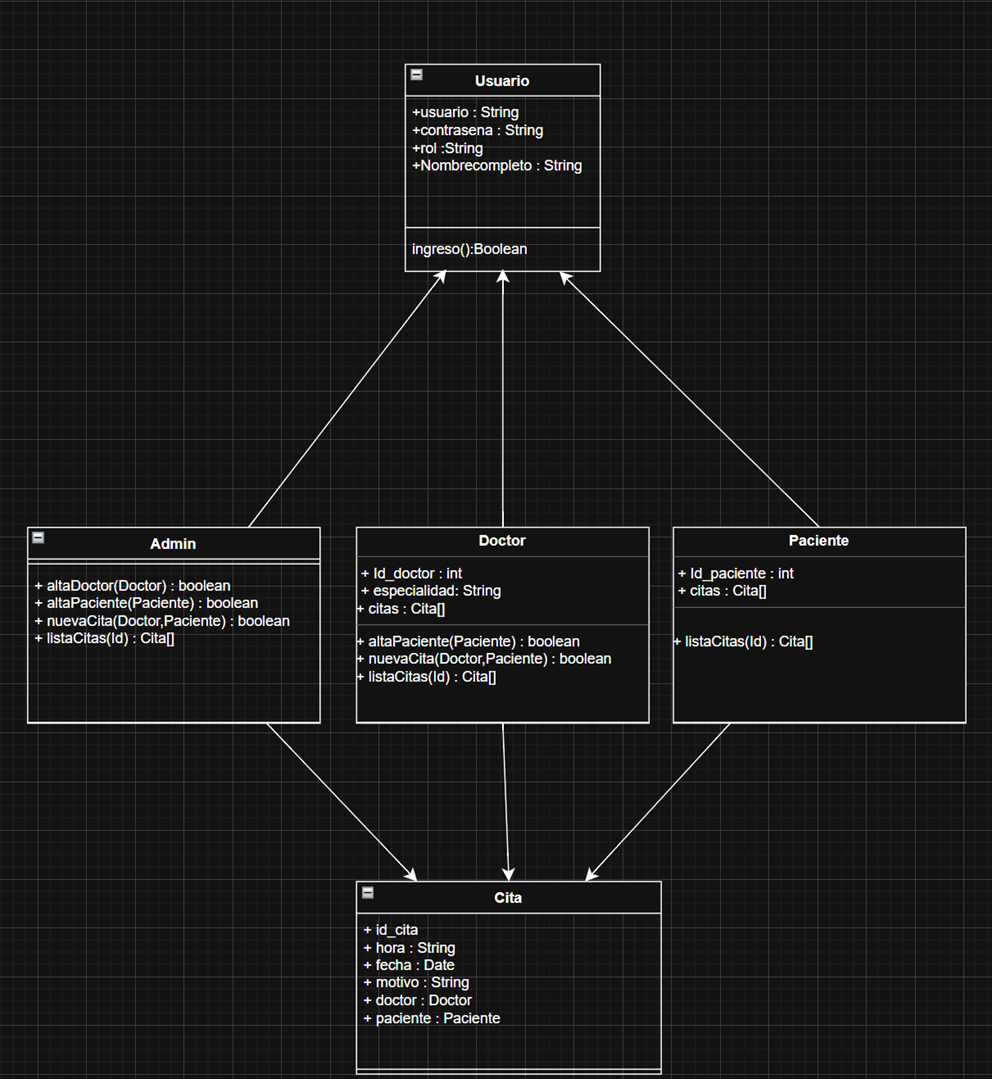 Usuario
+usuario : String
+contrasena : String
+rol :String
+Nombrecompleto : String
ingreso():Boolean
Admin
+ altaDoctor(Doctor) : boolean
+ altaPaciente(Paciente) : boolean
+ nuevaCita(Doctor,Paciente) : boolean
+ listaCitas(Id) : Cita[]
Doctor
+ Id_doctor : int
+ especialidad: String
+ citas : Cita[]
+ altaPaciente(Paciente) : boolean
+ nuevaCita(Doctor,Paciente) : boolean
+ listaCitas(Id) : Cita[]
Paciente
+ Id_paciente : int
+ citas : Cita[]
+ listaCitas(Id) : Cita[]
Cita
+ id_cita
+ hora : String
+ fecha : Date
+ motivo : String
+ doctor : Doctor
+ paciente : Paciente